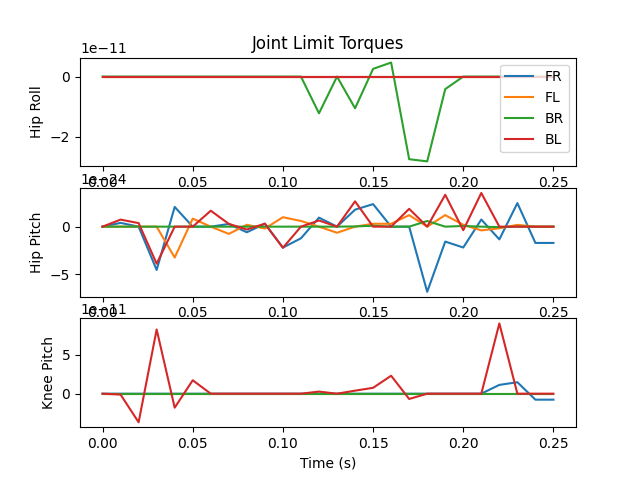 Joint Limit Torques
1e−11
0
−2
Hip Roll
FR
FL
BR
BL
0.00 0.05 0.10 0.15 0.20 0.25
1e−24
0
−5
Hip Pitch
0.00 0.05 0.10 0.15 0.20 0.25
1e−11
5
0
Knee Pitch
0.00 0.05 0.10 0.15 0.20 0.25
Time (s)